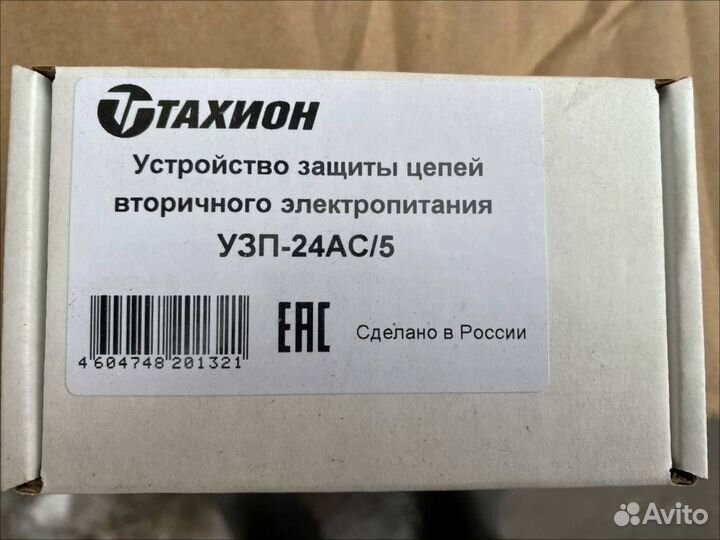 ТАХИОН
Устройство защиты цепей
вторичного электропитания
УЗП-24АС/5
4 604748 201321
EAC
Сделано в России
Avito